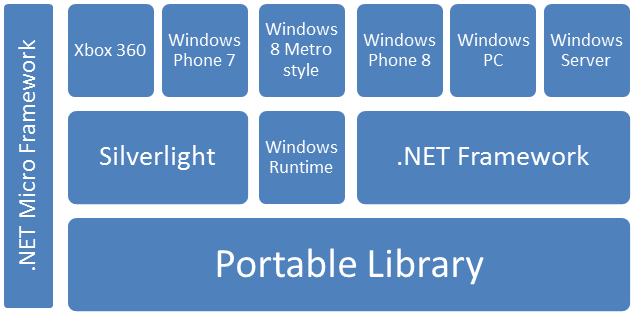 .NET Micro Framework
Xbox 360
Windows
Phone 7
Windows
8 Metro
style
Windows
Phone 8
Windows
PC
Windows
Server
Silverlight
Windows
Runtime
.NET Framework
Portable Library